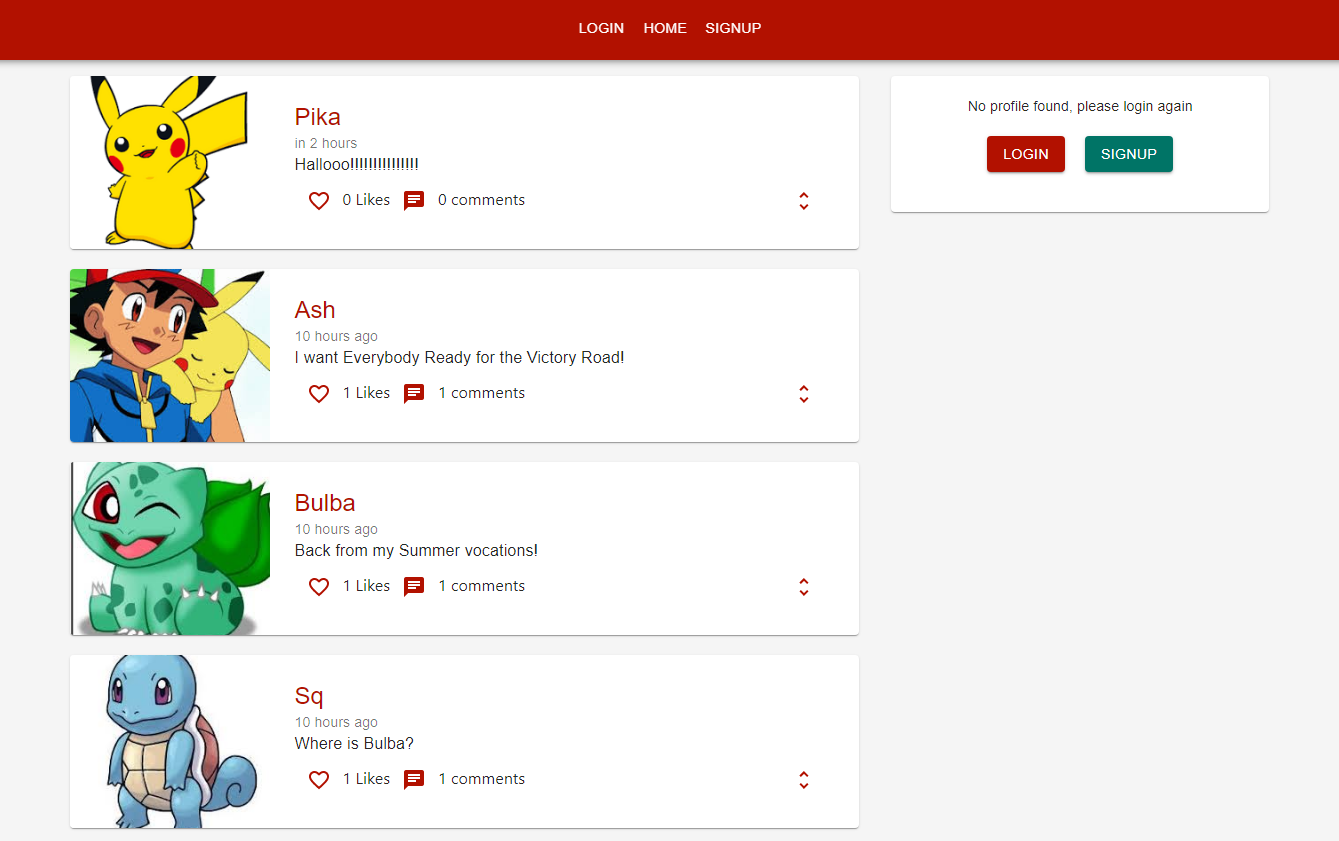 LOGIN HOME SIGNUP
Pika
in 2 hours
Hallooo!!!!!!!!!!!!!!!
0 Likes 0 comments
Ash
10 hours ago
I want Everybody Ready for the Victory Road!
1 Likes 1 comments
Bulba
10 hours ago
Back from my Summer vocations!
1 Likes 1 comments
Sq
10 hours ago
Where is Bulba?
1 Likes 1 comments
No profile found, please login again
LOGIN SIGNUP